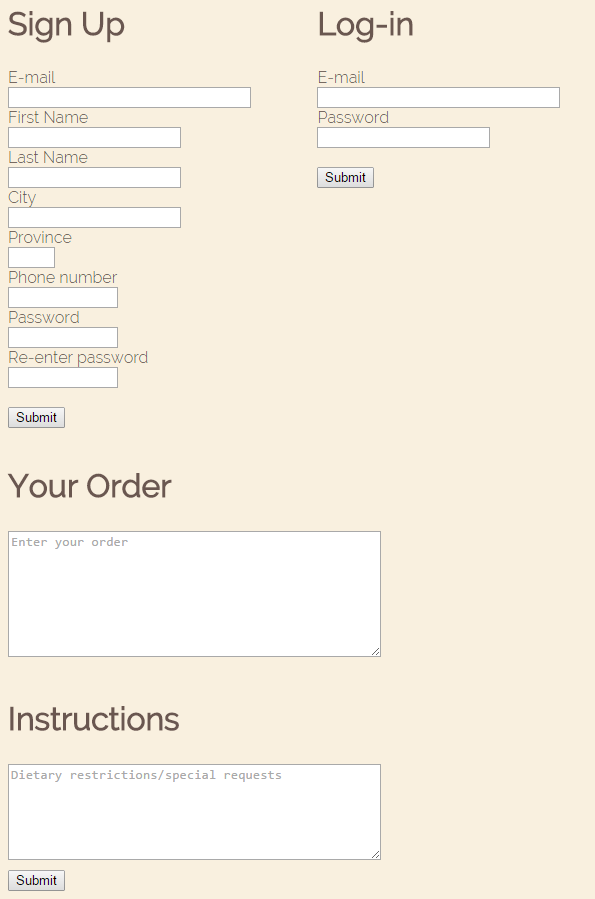 Sign Up
E-mail
First Name
Last Name
City
Province
Phone number
Password
Re-enter password
Submit
Log-in
E-mail
Password
Submit
Your Order
Enter your order
Instructions
Dietary restrictions/special requests
Submit